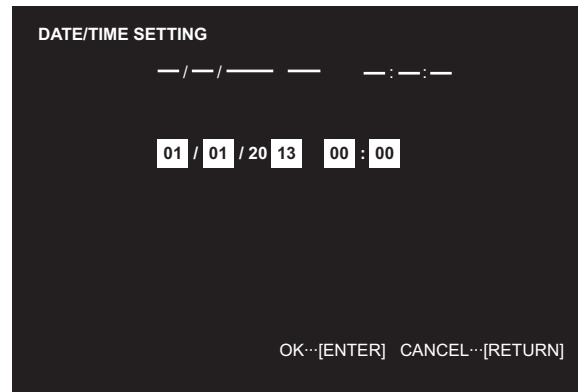 DATE/TIME SETTING
—/—/—— —  —:—:—
01 / 01 / 20 13  00 : 00
OK···[ENTER]  CANCEL···[RETURN]